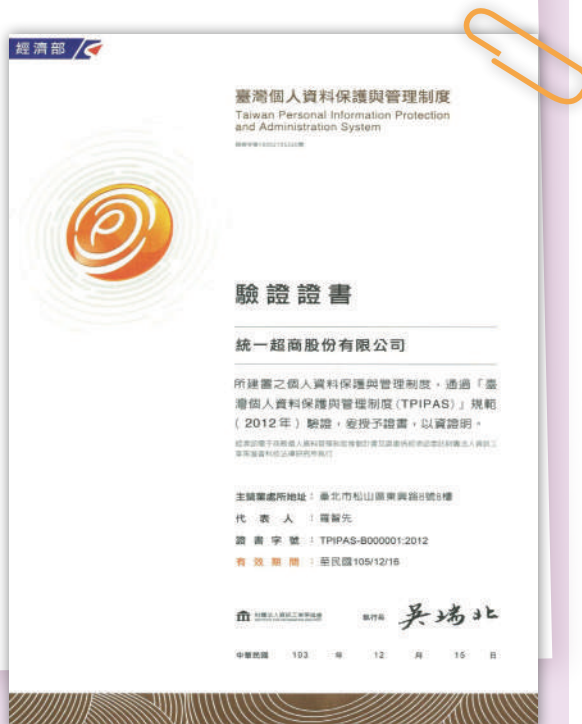 經濟部
臺灣個人資料保護與管理制度
Taiwan Personal Information Protection
and Administration System
驗證證書
統一超商股份有限公司
所建置之個人資料保護與管理制度，通過「臺
灣個人資料保護與管理制度(TPIPAS)」規範
(2012年)驗證，爰授予證書，以資證明。
主營業處所地址：臺北市松山區東興路8號8樓
代表人：羅智先
證書字號：TPIPAS-B000001:2012
有效期間：至民國105/12/16
執行長 吳瑞北
中華民國 103 年 12 月 15 日